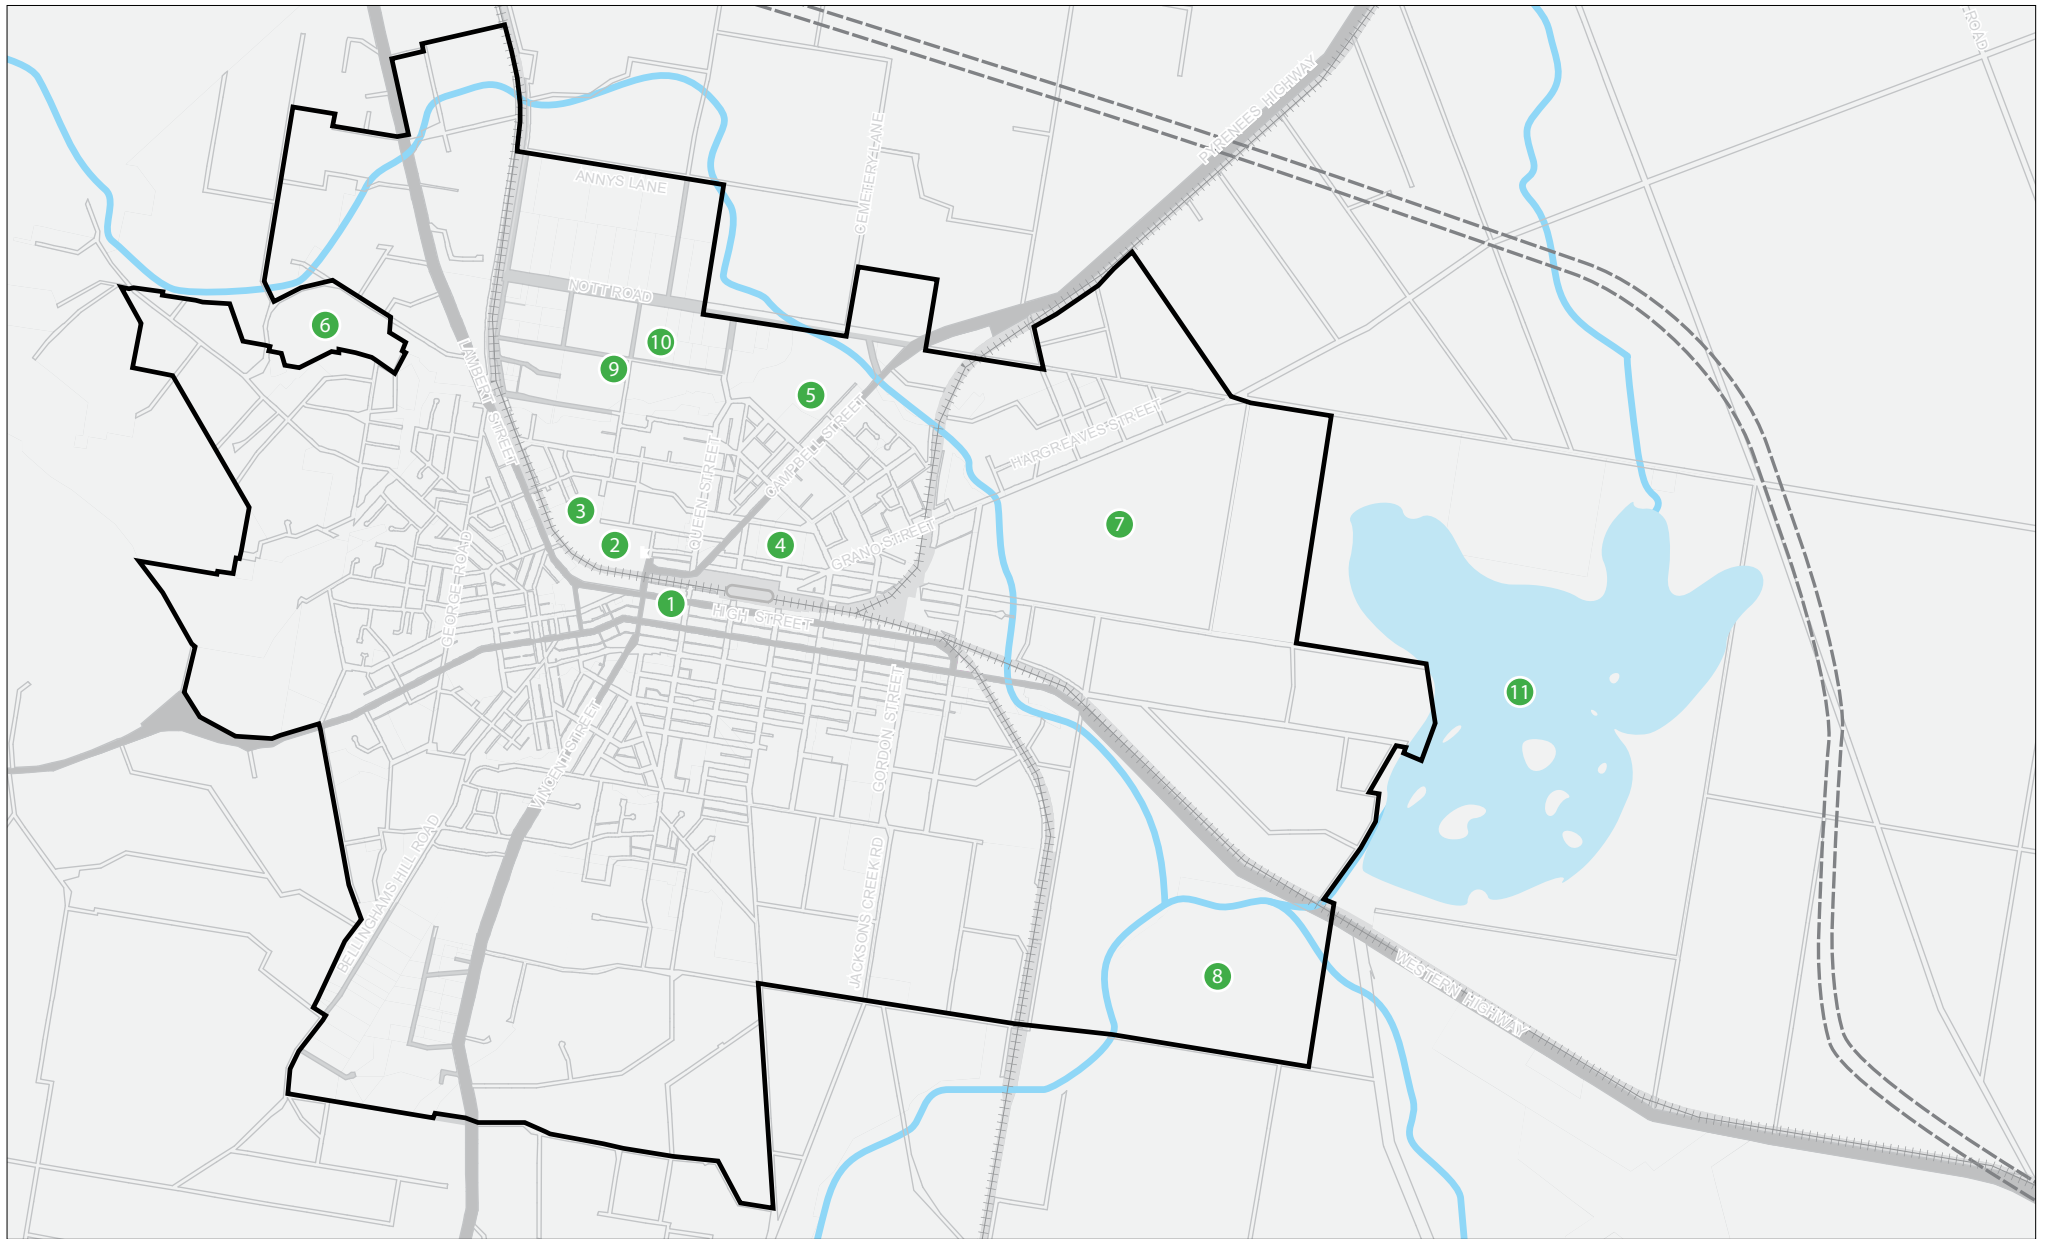 ROAD
PYRENEES HIGHWAY
CEMETERY LANE
ANNYS LANE
NOTT ROAD
6
10
9
LAMBERT STREET
5
CAMPBELL STREET
HARGREAVES STREET
QUEEN STREET
3
7
2
4
GRANO STREET
GEORGE ROAD
1
HIGH STREET
11
GORDON STREET
VINCENT STREET
BELLINGHAMS HILL ROAD
JACKSONS CREEK RD
8
WESTERN HIGHWAY